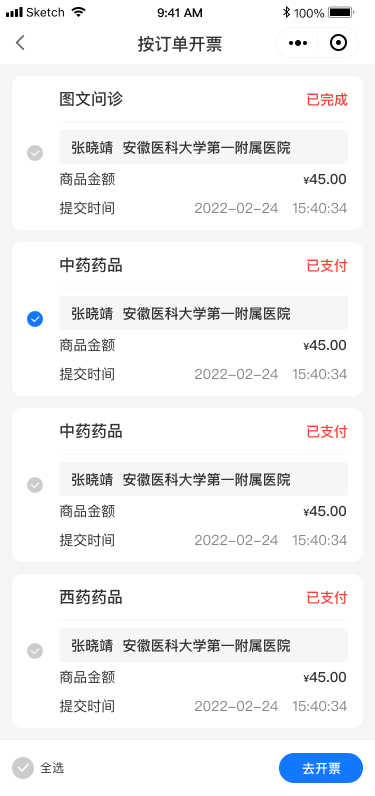 Sketch 9:41 AM 100%
按订单开票
图文问诊 已完成
张晓靖 安徽医科大学第一附属医院
商品金额 ¥45.00
提交时间 2022-02-24 15:40:34
中药药品 已支付
张晓靖 安徽医科大学第一附属医院
商品金额 ¥45.00
提交时间 2022-02-24 15:40:34
中药药品 已支付
张晓靖 安徽医科大学第一附属医院
商品金额 ¥45.00
提交时间 2022-02-24 15:40:34
西药药品 已支付
张晓靖 安徽医科大学第一附属医院
商品金额 ¥45.00
提交时间 2022-02-24 15:40:34
全选 去开票